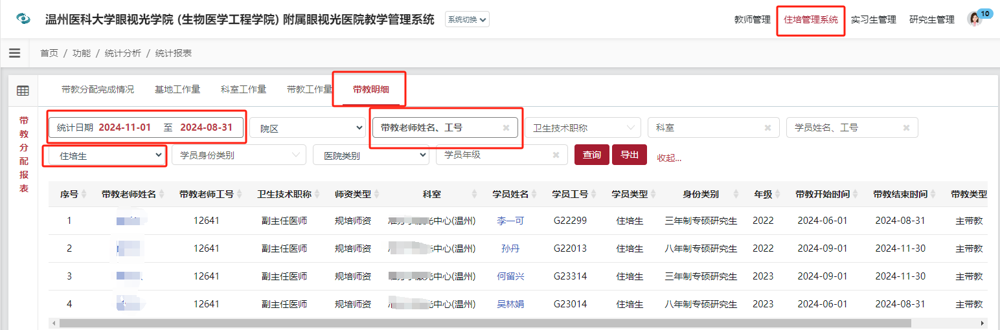 温州医科大学眼视光学院 (生物医学工程学院) 附属眼视光医院教学管理系统 系统切换 教师管理 住培管理系统 实习生管理 研究生管理 10
首页 / 功能 / 统计分析 / 统计报表
带教分配完成情况 基地工作量 科室工作量 带教工作量 带教明细
带教分配报表
统计日期 2024-11-01 至 2024-08-31 院区 带教老师姓名、工号 卫生技术职称 科室 学员姓名、工号
住培生 学员身份类别 医院类别 学员年级 查询 导出 收起...
序号 带教老师姓名 带教老师工号 卫生技术职称 师资类型 科室 学员姓名 学员工号 学员类型 身份类别 年级 带教开始时间 带教结束时间 带教类型
1 12641 副主任医师 规培师资 中心(温州) 李一可 G22299 住培生 三年制专硕研究生 2022 2024-06-01 2024-08-31 主带教
2 12641 副主任医师 规培师资 中心(温州) 孙丹 G22013 住培生 八年制专硕研究生 2022 2024-09-01 2024-11-30 主带教
3 12641 副主任医师 规培师资 中心(温州) 何留兴 G23314 住培生 三年制专硕研究生 2023 2024-09-01 2024-11-30 主带教
4 12641 副主任医师 规培师资 中心(温州) 吴林娟 G23014 住培生 八年制专硕研究生 2023 2024-06-01 2024-08-31 主带教